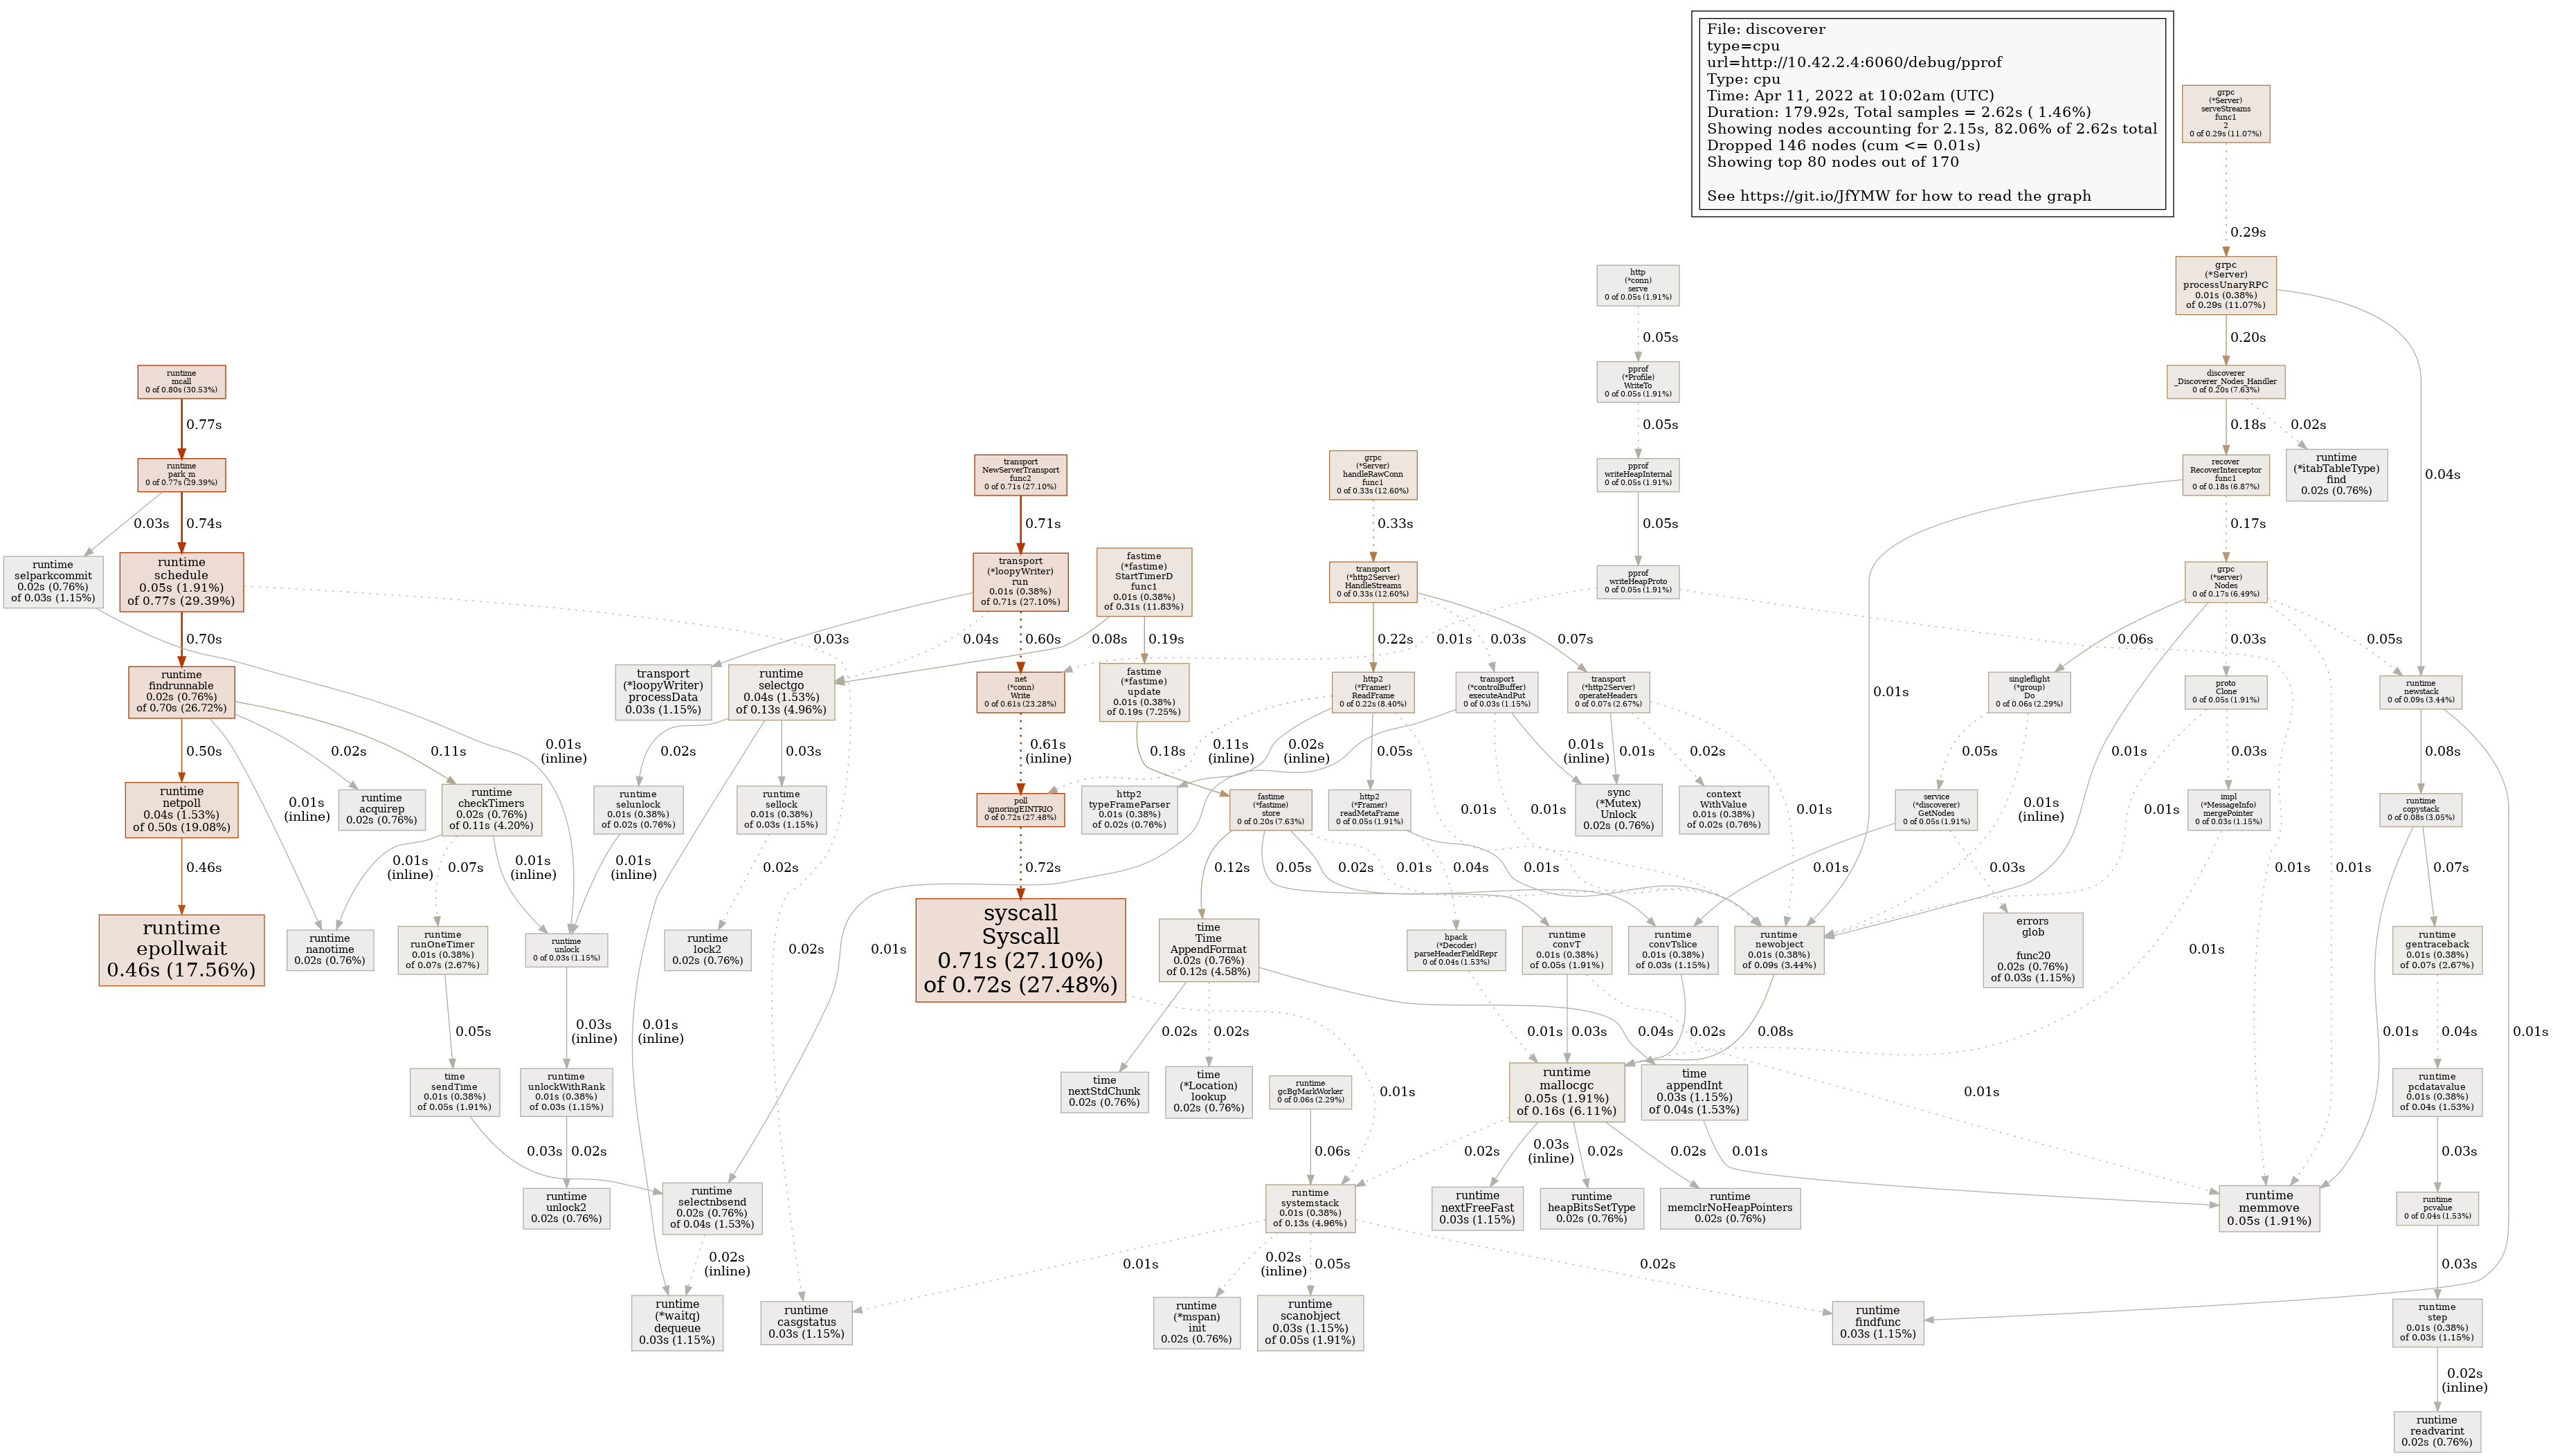 File: discoverer
type=cpu
url=http://10.42.2.4:6060/debug/pprof
Type: cpu
Time: Apr 11, 2022 at 10:02am (UTC)
Duration: 179.92s, Total samples = 2.62s ( 1.46%)
Showing nodes accounting for 2.15s, 82.06% of 2.62s total
Dropped 146 nodes (cum <= 0.01s)
Showing top 80 nodes out of 170
See https://git.io/JfYMW for how to read the graph
grpc
(*Server)
serveStreams
func1
2
0 of 0.29s (11.07%)
0.29s
http
(*conn)
serve
0 of 0.05s (1.91%)
grpc
(*Server)
processUnaryRPC
0.01s (0.38%)
of 0.29s (11.07%)
0.05s
0.20s
runtime
mcall
0 of 0.80s (30.53%)
pprof
(*Profile)
WriteTo
0 of 0.05s (1.91%)
discoverer
_Discoverer_Nodes_Handler
0 of 0.20s (7.63%)
0.77s
0.05s
0.18s
0.02s
runtime
park_m
0 of 0.77s (29.39%)
transport
NewServerTransport
func2
0 of 0.71s (27.10%)
grpc
(*Server)
handleRawConn
func1
0 of 0.33s (12.60%)
pprof
writeHeapInternal
0 of 0.05s (1.91%)
recover
RecoverInterceptor
func1
0 of 0.18s (6.87%)
runtime
(*itabTableType)
find
0.02s (0.76%)
0.04s
0.03s
0.74s
0.71s
0.33s
0.05s
0.17s
runtime
selparkcommit
0.02s (0.76%)
of 0.03s (1.15%)
runtime
schedule
0.05s (1.91%)
of 0.77s (29.39%)
transport
(*loopyWriter)
run
0.01s (0.38%)
of 0.71s (27.10%)
fastime
(*fastime)
StartTimerD
func1
0.01s (0.38%)
of 0.31s (11.83%)
transport
(*http2Server)
HandleStreams
0 of 0.33s (12.60%)
pprof
writeHeapProto
0 of 0.05s (1.91%)
grpc
(*server)
Nodes
0 of 0.17s (6.49%)
0.70s
0.03s
0.04s
0.60s
0.08s
0.19s
0.22s
0.01s
0.03s
0.07s
0.01s
0.06s
0.03s
0.05s
runtime
findrunnable
0.02s (0.76%)
of 0.70s (26.72%)
transport
(*loopyWriter)
processData
0.03s (1.15%)
runtime
selectgo
0.04s (1.53%)
of 0.13s (4.96%)
net
(*conn)
Write
0 of 0.61s (23.28%)
fastime
(*fastime)
update
0.01s (0.38%)
of 0.19s (7.25%)
http2
(*Framer)
ReadFrame
0 of 0.22s (8.40%)
transport
(*controlBuffer)
executeAndPut
0 of 0.03s (1.15%)
transport
(*http2Server)
operateHeaders
0 of 0.07s (2.67%)
singleflight
(*group)
Do
0 of 0.06s (2.29%)
proto
Clone
0 of 0.05s (1.91%)
runtime
newstack
0 of 0.09s (3.44%)
0.50s
0.02s
0.11s
0.01s
(inline)
0.01s
(inline)
0.02s
0.03s
0.61s
(inline)
0.18s
0.11s
(inline)
0.02s
(inline)
0.05s
0.01s
(inline)
0.01s
0.02s
0.05s
0.01s
0.03s
0.08s
runtime
netpoll
0.04s (1.53%)
of 0.50s (19.08%)
runtime
acquirep
0.02s (0.76%)
runtime
checkTimers
0.02s (0.76%)
of 0.11s (4.20%)
runtime
selunlock
0.01s (0.38%)
of 0.02s (0.76%)
runtime
sellock
0.01s (0.38%)
of 0.03s (1.15%)
poll
ignoringEINTRIO
0 of 0.72s (27.48%)
http2
typeFrameParser
0.01s (0.38%)
of 0.02s (0.76%)
fastime
(*fastime)
store
0 of 0.20s (7.63%)
http2
(*Framer)
readMetaFrame
0 of 0.05s (1.91%)
sync
(*Mutex)
Unlock
0.02s (0.76%)
context
WithValue
0.01s (0.38%)
of 0.02s (0.76%)
service
(*discoverer)
GetNodes
0 of 0.05s (1.91%)
impl
(*MessageInfo)
mergePointer
0 of 0.03s (1.15%)
runtime
copystack
0 of 0.08s (3.05%)
0.01s
0.01s
0.01s
0.01s
(inline)
0.01s
0.46s
0.01s
(inline)
0.07s
0.01s
(inline)
0.01s
(inline)
0.02s
0.72s
0.12s
0.05s
0.02s
0.01s
0.04s
0.01s
0.01s
0.03s
0.01s
0.01s
0.07s
runtime
epollwait
0.46s (17.56%)
runtime
nanotime
0.02s (0.76%)
runtime
runOneTimer
0.01s (0.38%)
of 0.07s (2.67%)
runtime
unlock
0 of 0.03s (1.15%)
runtime
lock2
0.02s (0.76%)
0.02s
0.01s
syscall
Syscall
0.71s (27.10%)
of 0.72s (27.48%)
time
Time
AppendFormat
0.02s (0.76%)
of 0.12s (4.58%)
hpack
(*Decoder)
parseHeaderFieldRepr
0 of 0.04s (1.53%)
runtime
convT
0.01s (0.38%)
of 0.05s (1.91%)
runtime
convTslice
0.01s (0.38%)
of 0.03s (1.15%)
runtime
newobject
0.01s (0.38%)
of 0.09s (3.44%)
errors
glob

func20
0.02s (0.76%)
of 0.03s (1.15%)
0.01s
runtime
gentraceback
0.01s (0.38%)
of 0.07s (2.67%)
0.05s
0.03s
(inline)
0.01s
(inline)
0.02s
0.02s
0.01s
0.03s
0.04s
0.02s
0.08s
0.01s
0.04s
0.01s
time
sendTime
0.01s (0.38%)
of 0.05s (1.91%)
runtime
unlockWithRank
0.01s (0.38%)
of 0.03s (1.15%)
time
nextStdChunk
0.02s (0.76%)
time
(*Location)
lookup
0.02s (0.76%)
runtime
gcBgMarkWorker
0 of 0.06s (2.29%)
0.01s
runtime
mallocgc
0.05s (1.91%)
of 0.16s (6.11%)
time
appendInt
0.03s (1.15%)
of 0.04s (1.53%)
0.01s
runtime
pcdatavalue
0.01s (0.38%)
of 0.04s (1.53%)
0.03s
0.02s
0.06s
0.02s
0.03s
(inline)
0.02s
0.02s
0.01s
0.03s
runtime
unlock2
0.02s (0.76%)
runtime
selectnbsend
0.02s (0.76%)
of 0.04s (1.53%)
runtime
systemstack
0.01s (0.38%)
of 0.13s (4.96%)
runtime
nextFreeFast
0.03s (1.15%)
runtime
heapBitsSetType
0.02s (0.76%)
runtime
memclrNoHeapPointers
0.02s (0.76%)
runtime
memmove
0.05s (1.91%)
runtime
pcvalue
0 of 0.04s (1.53%)
0.02s
(inline)
0.01s
0.02s
(inline)
0.05s
0.02s
0.03s
runtime
(*waitq)
dequeue
0.03s (1.15%)
runtime
casgstatus
0.03s (1.15%)
runtime
(*mspan)
init
0.02s (0.76%)
runtime
scanobject
0.03s (1.15%)
of 0.05s (1.91%)
runtime
findfunc
0.03s (1.15%)
runtime
step
0.01s (0.38%)
of 0.03s (1.15%)
0.02s
(inline)
runtime
readvarint
0.02s (0.76%)